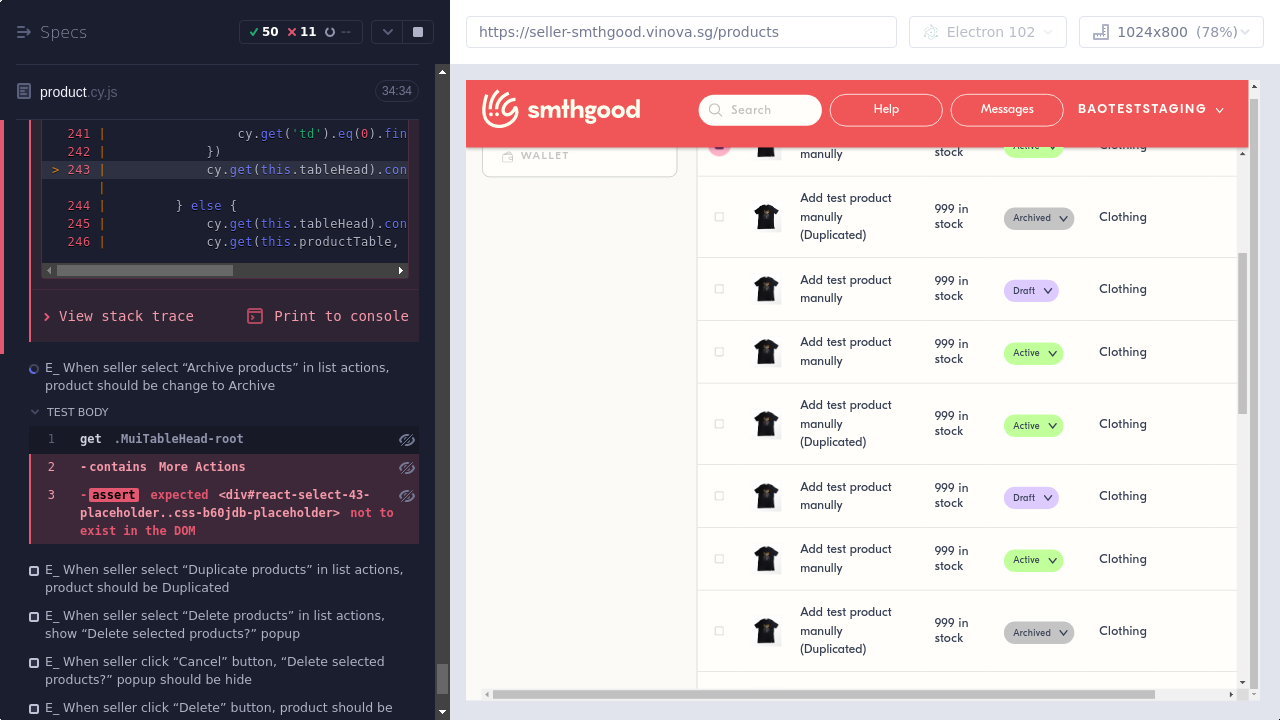 Specs
50 11 --
https://seller-smthgood.vinova.sg/products
Electron 102
1024x800 (78%)
product.cy.js
34:34
241 | cy.get('td').eq(0).fin
242 | })
> 243 | cy.get(this.tableHead).con
|
244 | } else {
245 | cy.get(this.tableHead).con
246 | cy.get(this.productTable,
View stack trace
Print to console
E_ When seller select “Archive products” in list actions,
product should be change to Archive
TEST BODY
1 get .MuiTableHead-root
2 -contains More Actions
3 -assert expected <div#react-select-43-
placeholder..css-b60jdb-placeholder> not to
exist in the DOM
E_ When seller select “Duplicate products” in list actions,
product should be Duplicated
E_ When seller select “Delete products” in list actions,
show “Delete selected products?” popup
E_ When seller click “Cancel” button, “Delete selected
products?” popup should be hide
E_ When seller click “Delete” button, product should be
smthgood
Search
Help
Messages
BAOTESTSTAGING
WALLET
manully
stock
Active
Clothing
Add test product
manully
(Duplicated)
999 in
stock
Archived
Clothing
Add test product
manully
999 in
stock
Draft
Clothing
Add test product
manully
999 in
stock
Active
Clothing
Add test product
manully
(Duplicated)
999 in
stock
Active
Clothing
Add test product
manully
999 in
stock
Draft
Clothing
Add test product
manully
999 in
stock
Active
Clothing
Add test product
manully
(Duplicated)
999 in
stock
Archived
Clothing